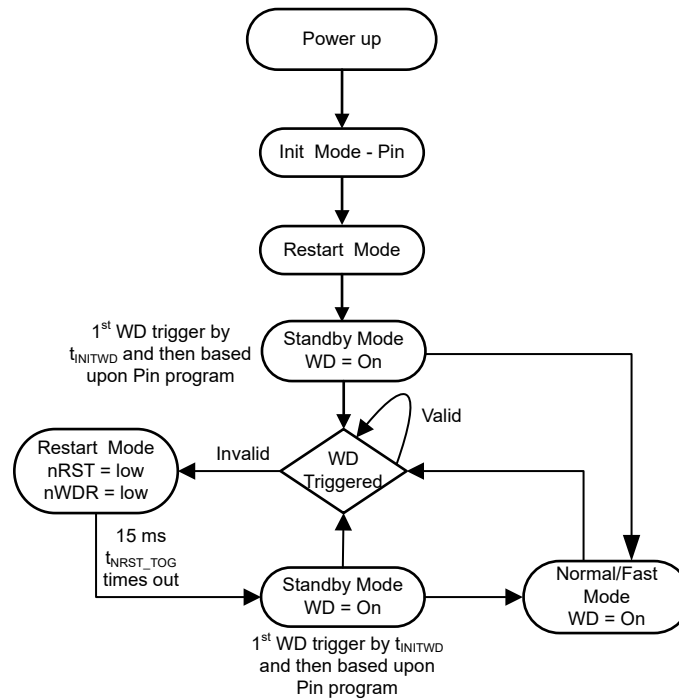 Power up
Init Mode - Pin
Restart Mode
1st WD trigger by
tINITWD and then based
upon Pin program
Standby Mode
WD = On
Valid
WD
Triggered
Invalid
Restart Mode
nRST = low
nWDR = low
15 ms
tNRST_TOG
times out
Standby Mode
WD = On
Normal/Fast
Mode
WD = On
1st WD trigger by tINITWD
and then based upon
Pin program